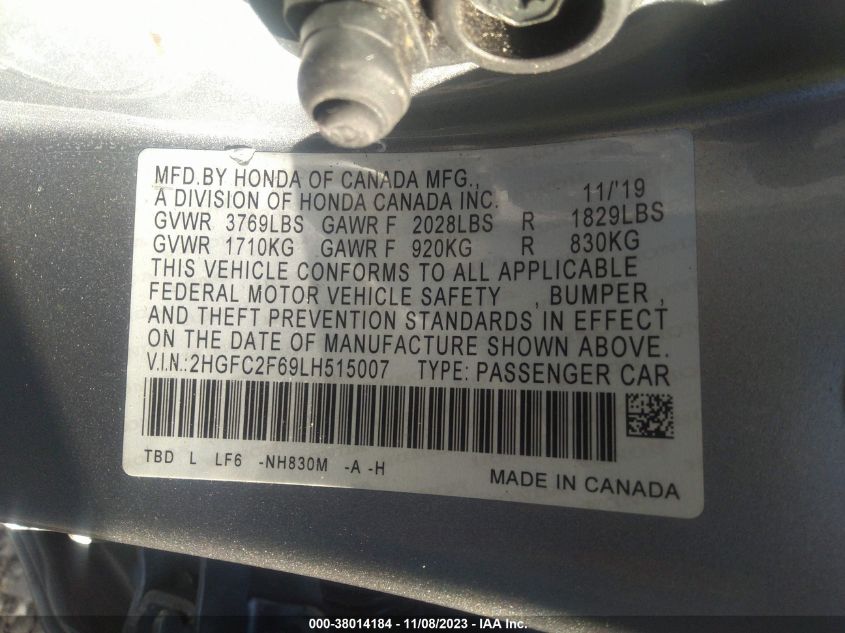 MFD.BY HONDA OF CANADA MFG.,
A DIVISION OF HONDA CANADA INC. 11/'19
GVWR 3769LBS GAWR F 2028LBS R 1829LBS
GVWR 1710KG GAWR F 920KG R 830KG
THIS VEHICLE CONFORMS TO ALL APPLICABLE
FEDERAL MOTOR VEHICLE SAFETY , BUMPER ,
AND THEFT PREVENTION STANDARDS IN EFFECT
ON THE DATE OF MANUFACTURE SHOWN ABOVE.
V.I.N.:2HGFC2F69LH515007 TYPE: PASSENGER CAR
TBD L LF6 -NH830M -A -H
MADE IN CANADA
000-38014184 - 11/08/2023 - IAA Inc.